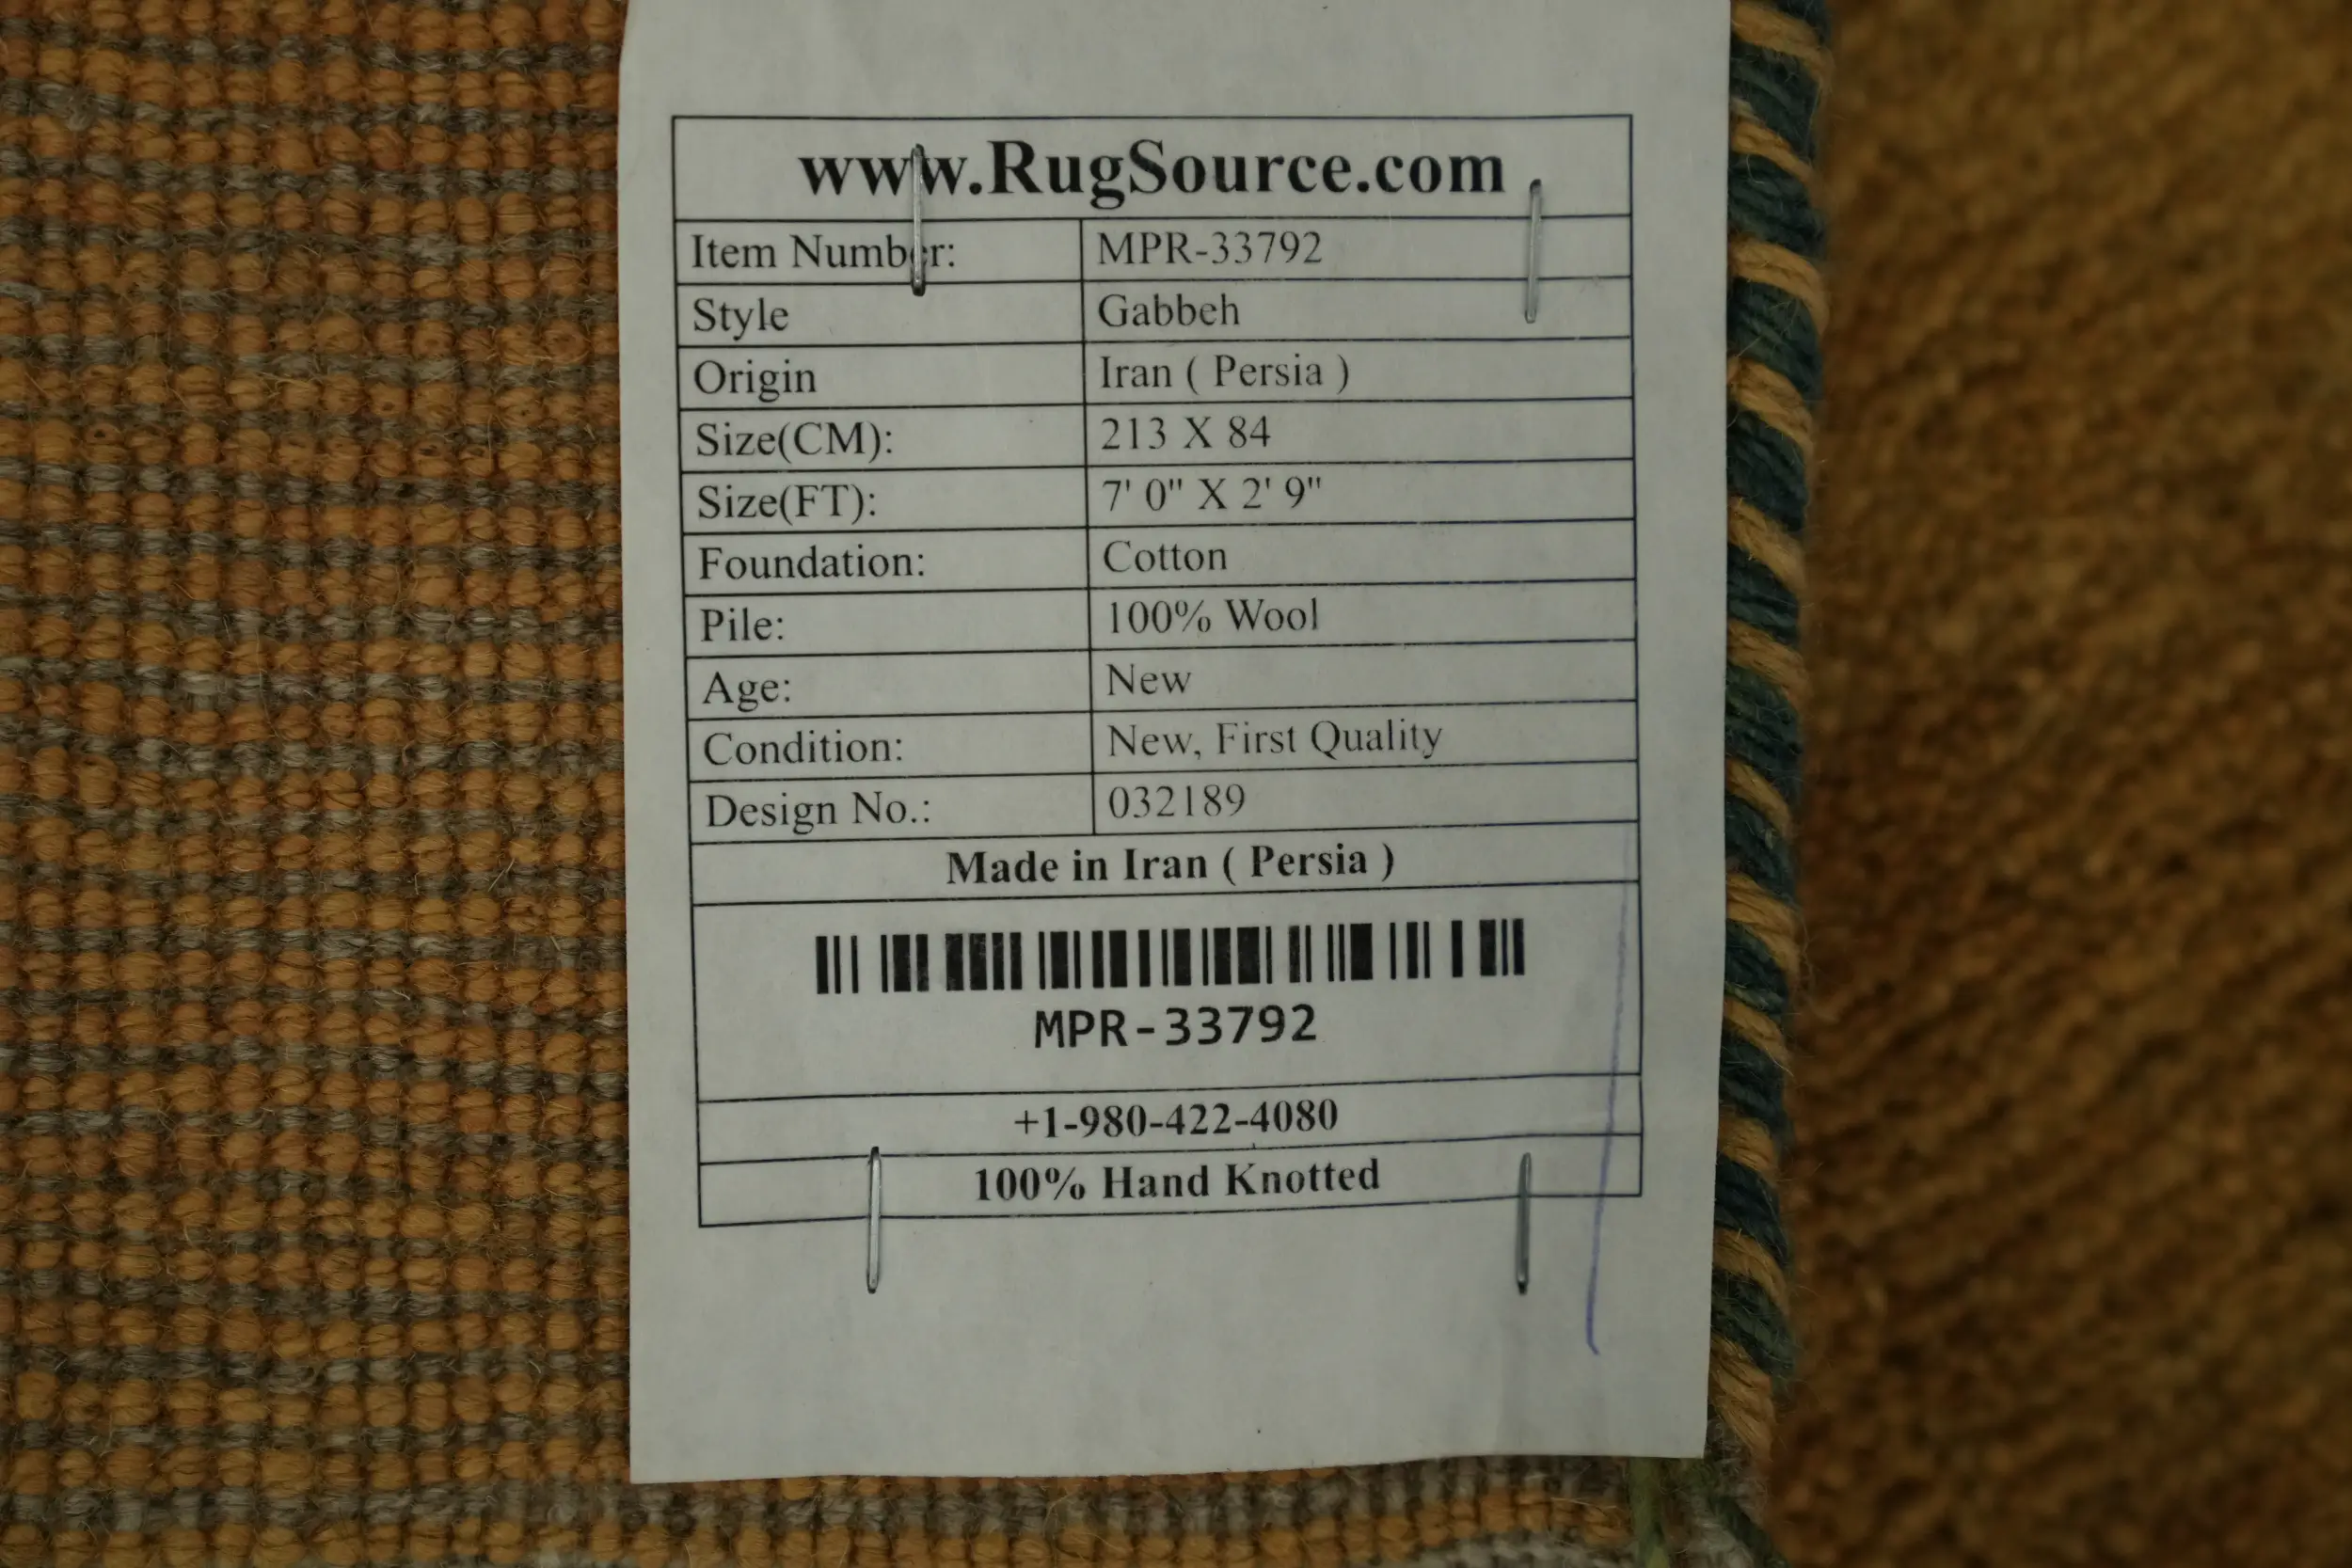 www.RugSource.com
Item Number: MPR-33792
Style Gabbeh
Origin Iran ( Persia )
Size(CM): 213 X 84
Size(FT): 7' 0" X 2' 9"
Foundation: Cotton
Pile: 100% Wool
Age: New
Condition: New, First Quality
Design No.: 032189
Made in Iran ( Persia )
MPR-33792
+1-980-422-4080
100% Hand Knotted